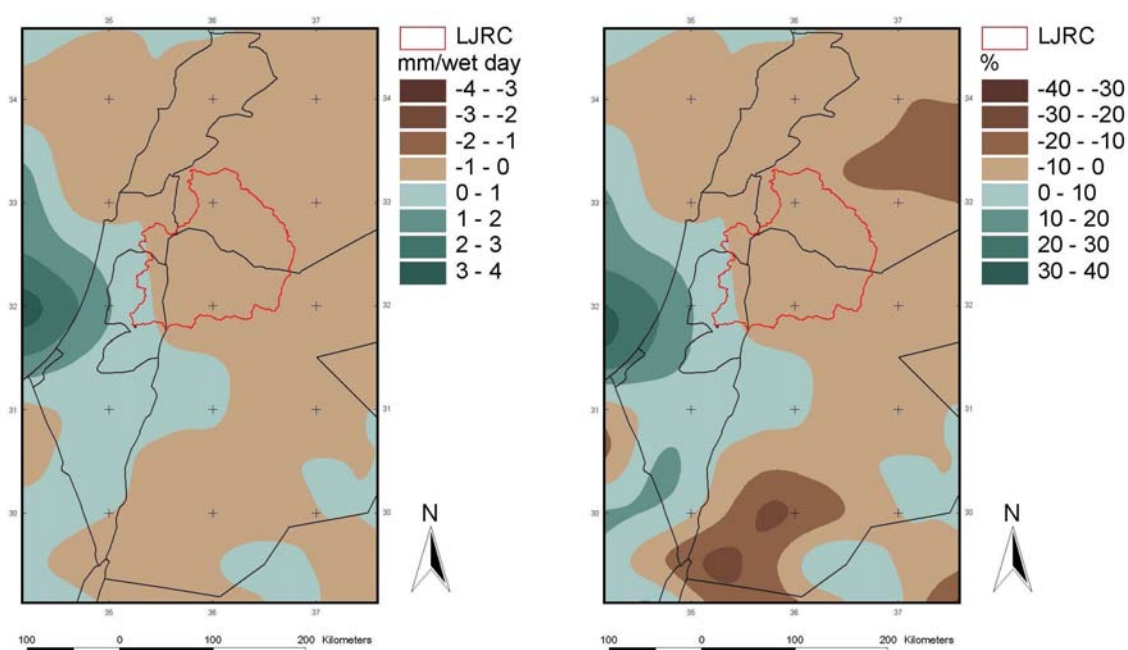 35 36 37
LJRC
mm/wet day
-4 - -3
-3 - -2
-2 - -1
-1 - 0
0 - 1
1 - 2
2 - 3
3 - 4
34 34
33 33
32 32
31 31
30 30
N
35 36 37
100 0 100 200 Kilometers
35 36 37
LJRC
%
-40 - -30
-30 - -20
-20 - -10
-10 - 0
0 - 10
10 - 20
20 - 30
30 - 40
34 34
33 33
32 32
31 31
30 30
N
35 36 37
100 0 100 200 Kilometers